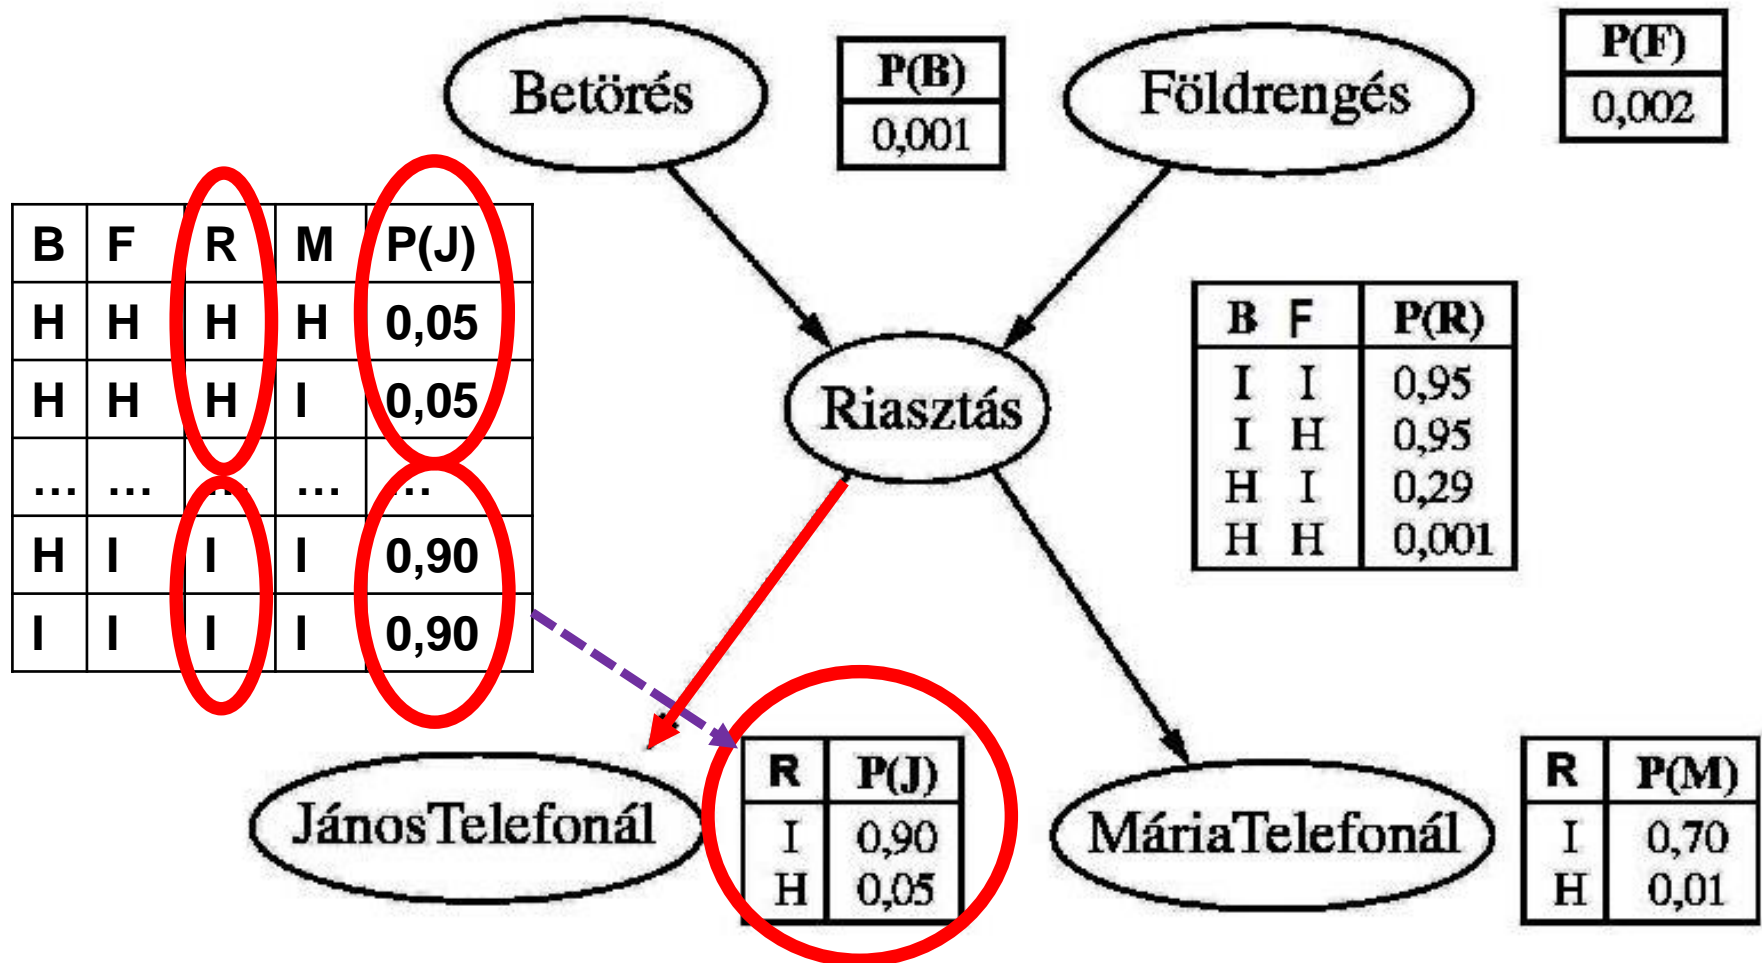 Betörés
P(B)
0,001
Földrengés
P(F)
0,002
B F R M P(J)
H H H H 0,05
H H H I 0,05
... ... ... ... ...
H I I I 0,90
I I I I 0,90
Riasztás
B F P(R)
I I 0,95
I H 0,95
H I 0,29
H H 0,001
JánosTelefonál
R P(J)
I 0,90
H 0,05
MáriaTelefonál
R P(M)
I 0,70
H 0,01